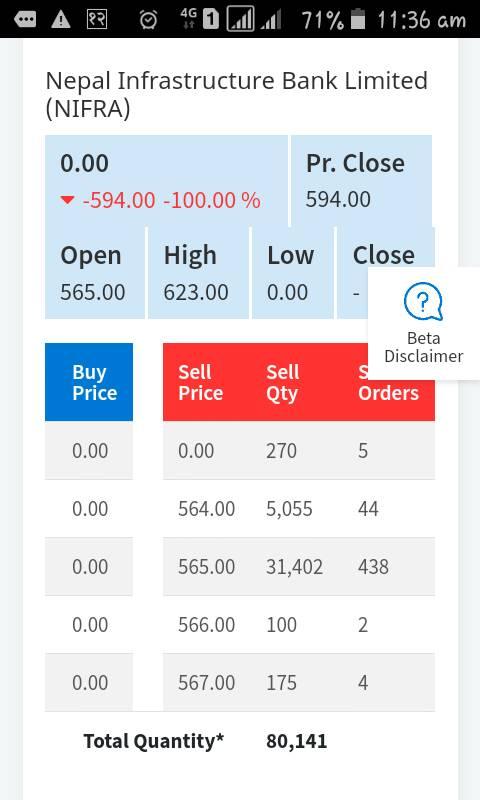 4G 1 71% 11:36 am
१२
Nepal Infrastructure Bank Limited
(NIFRA)
0.00 Pr. Close
-594.00 -100.00 % 594.00
Open High Low Close
565.00 623.00 0.00 -
Beta
Disclaimer
Buy Price Sell Price Sell Qty Orders
0.00 0.00 270 5
0.00 564.00 5,055 44
0.00 565.00 31,402 438
0.00 566.00 100 2
0.00 567.00 175 4
Total Quantity* 80,141